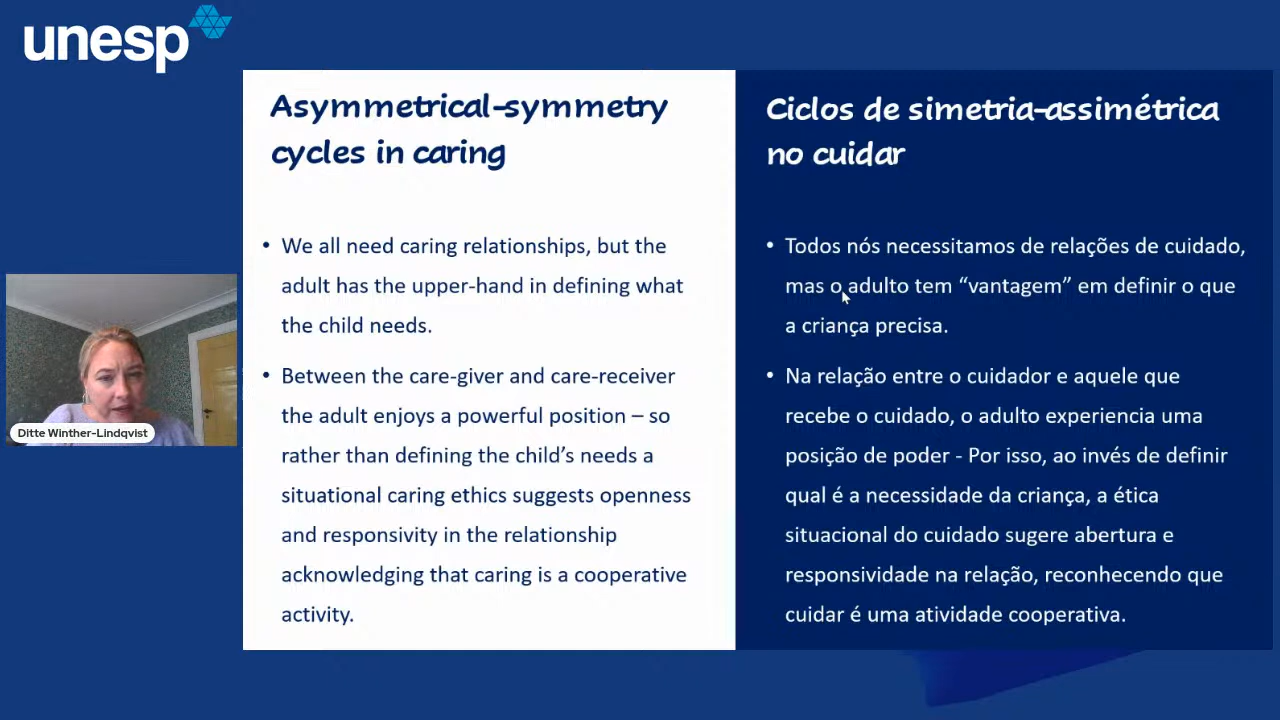 unesp
Asymmetrical-symmetry
cycles in caring
• We all need caring relationships, but the
adult has the upper-hand in defining what
the child needs.
• Between the care-giver and care-receiver
the adult enjoys a powerful position – so
rather than defining the child's needs a
situational caring ethics suggests openness
and responsivity in the relationship
acknowledging that caring is a cooperative
activity.
Ciclos de simetria-assimétrica
no cuidar
• Todos nós necessitamos de relações de cuidado,
mas o adulto tem “vantagem” em definir o que
a criança precisa.
• Na relação entre o cuidador e aquele que
recebe o cuidado, o adulto experiencia uma
posição de poder - Por isso, ao invés de definir
qual é a necessidade da criança, a ética
situacional do cuidado sugere abertura e
responsividade na relação, reconhecendo que
cuidar é uma atividade cooperativa.
Ditte Winther-Lindqvist